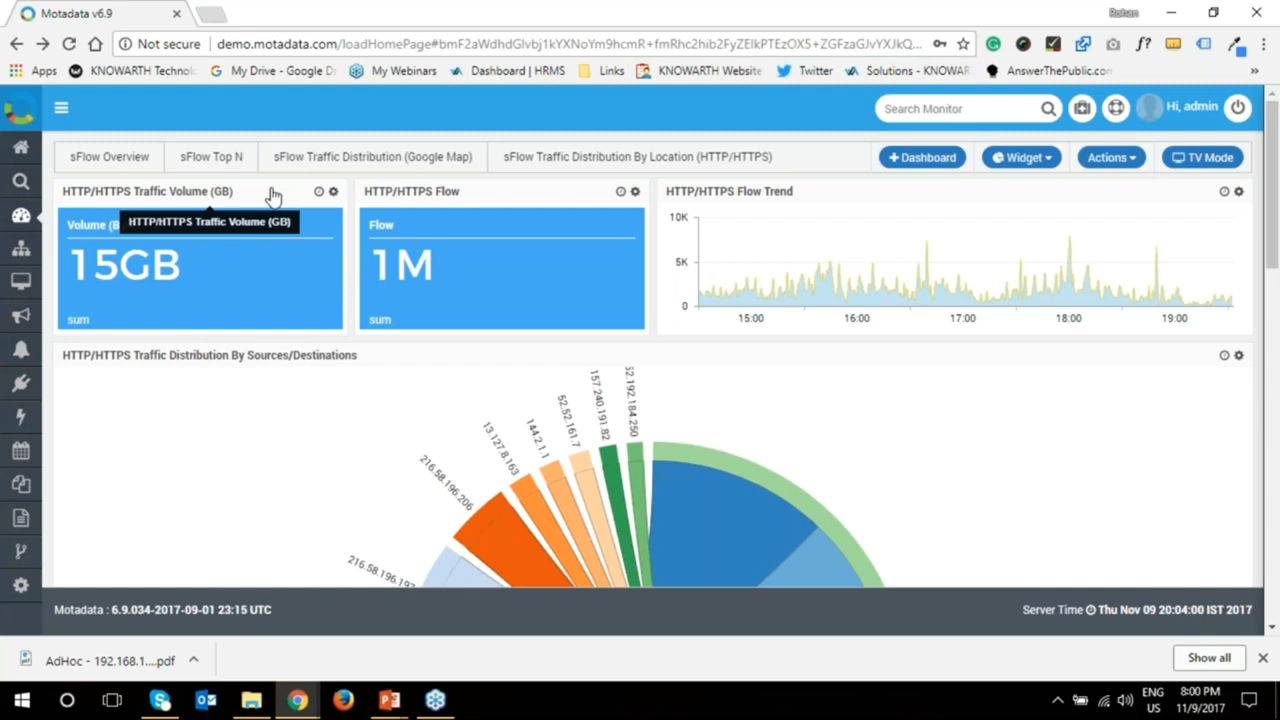 Motadata v6.9
Rohan
Not secure
demo.motadata.com/loadHomePage#bmF2aWdhdGlvbj1kYXNoYm9hcmR+fmRhc2hib2FyZElkPTEzOX5+ZGFzaGJvYXJkQ...
f?
Apps
KNOWARTH Technol
My Drive - Google Dr
My Webinars
Dashboard | HRMS
Links
KNOWARTH Website
Twitter
Solutions - KNOWAR
AnswerThePublic.com
»
Search Monitor
Hi, admin
sFlow Overview
sFlow Top N
sFlow Traffic Distribution (Google Map)
sFlow Traffic Distribution By Location (HTTP/HTTPS)
+ Dashboard
Widget
Actions
TV Mode
HTTP/HTTPS Traffic Volume (GB)
HTTP/HTTPS Flow
HTTP/HTTPS Flow Trend
Volume (B
HTTP/HTTPS Traffic Volume (GB)
Flow
15GB
1M
sum
sum
10K
5K
0
15:00
16:00
17:00
18:00
19:00
HTTP/HTTPS Traffic Distribution By Sources/Destinations
216.58.196.197
216.58.196.206
13.127.8.163
144.2.1.1
52.52.161.7
157.240.191.82
52.192.184.250
Motadata : 6.9.034-2017-09-01 23:15 UTC
Server Time Thu Nov 09 20:04:00 IST 2017
AdHoc - 192.168.1....pdf
Show all
ENG
US
8:00 PM
11/9/2017